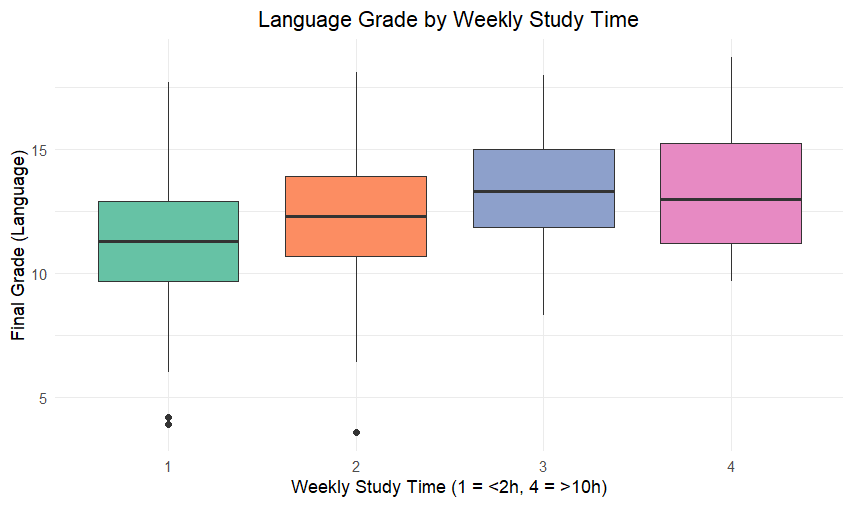 Language Grade by Weekly Study Time
Final Grade (Language)
15
10
5
1 2 3 4
Weekly Study Time (1 = <2h, 4 = >10h)